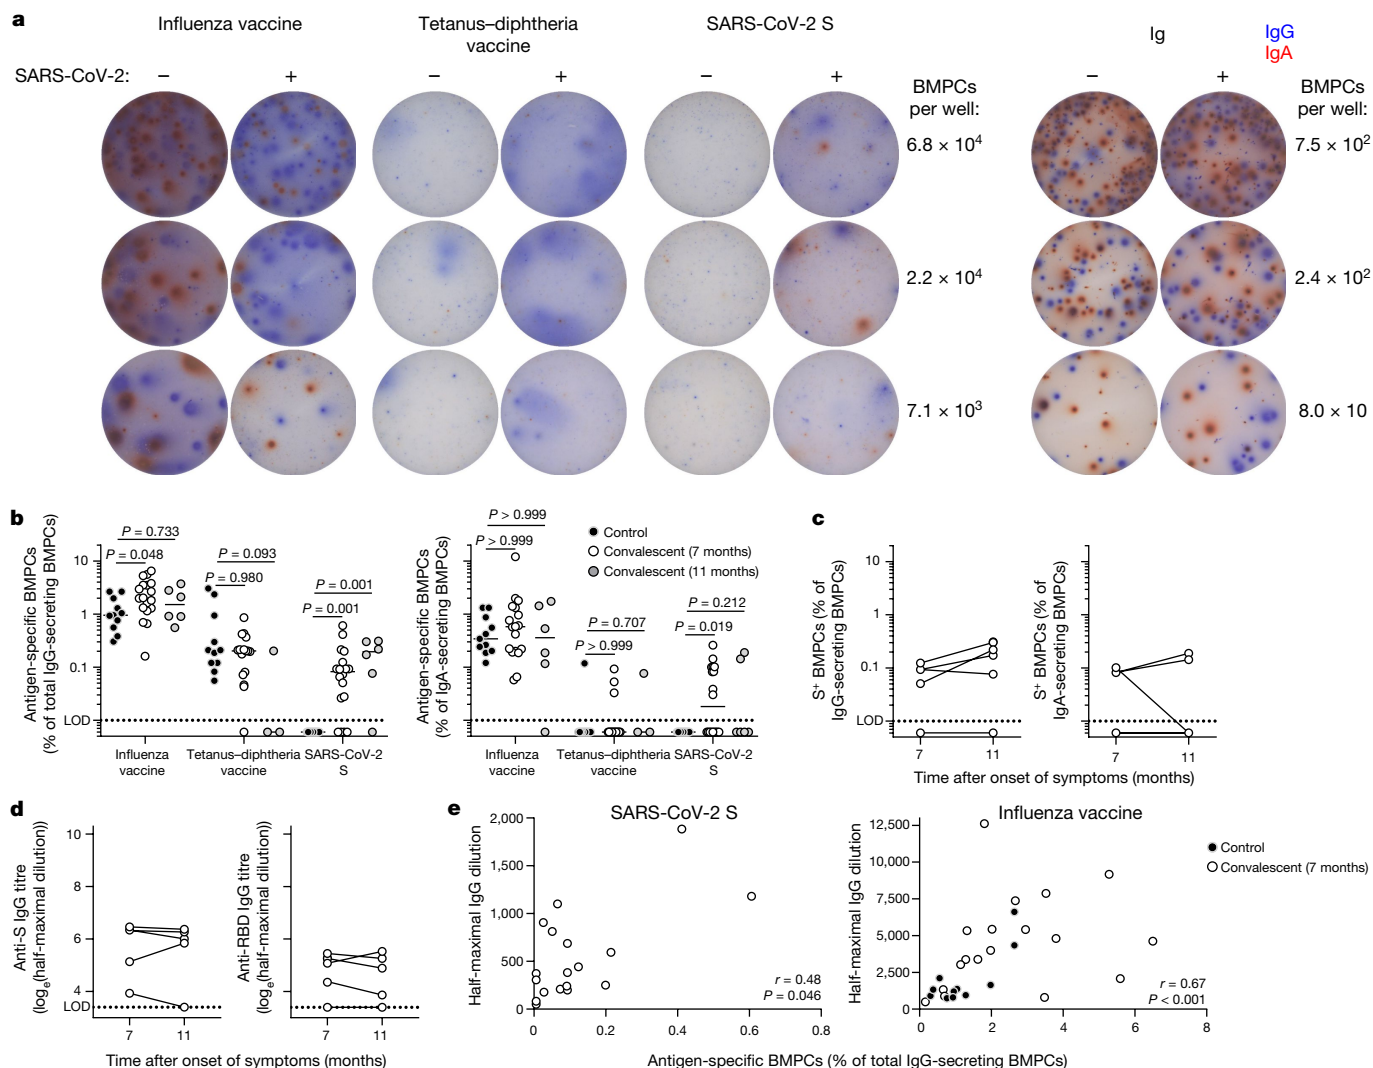 a
Influenza vaccine
Tetanus–diphtheria
vaccine
SARS-CoV-2 S
Ig
IgG
IgA
SARS-CoV-2:
− + − + − + − +
BMPCs
per well:
6.8 × 10⁴
2.2 × 10⁴
7.1 × 10³
BMPCs
per well:
7.5 × 10²
2.4 × 10²
8.0 × 10
b
Antigen-specific BMPCs
(% of total IgG-secreting BMPCs)
10
1
0.1
LOD
P = 0.733
P = 0.048
P = 0.093
P = 0.980
P = 0.001
P = 0.001
Influenza
vaccine
Tetanus–diphtheria
vaccine
SARS-CoV-2
S
Antigen-specific BMPCs
(% of IgA-secreting BMPCs)
P > 0.999
P > 0.999
P = 0.707
P > 0.999
P = 0.212
P = 0.019
Influenza
vaccine
Tetanus–diphtheria
vaccine
SARS-CoV-2
S
Control
Convalescent (7 months)
Convalescent (11 months)
c
S⁺ BMPCs (% of
IgG-secreting BMPCs)
10
1
0.1
LOD
7 11
S⁺ BMPCs (% of
IgA-secreting BMPCs)
7 11
Time after onset of symptoms (months)
d
Anti-S IgG titre
(logₑ(half-maximal dilution))
10
8
6
4
LOD
7 11
Anti-RBD IgG titre
(logₑ(half-maximal dilution))
7 11
Time after onset of symptoms (months)
e
SARS-CoV-2 S
Half-maximal IgG dilution
2,000
1,500
1,000
500
0
0 0.2 0.4 0.6 0.8
r = 0.48
P = 0.046
Influenza vaccine
Half-maximal IgG dilution
12,500
10,000
7,500
5,000
2,500
0
0 2 4 6 8
r = 0.67
P < 0.001
Control
Convalescent (7 months)
Antigen-specific BMPCs (% of total IgG-secreting BMPCs)